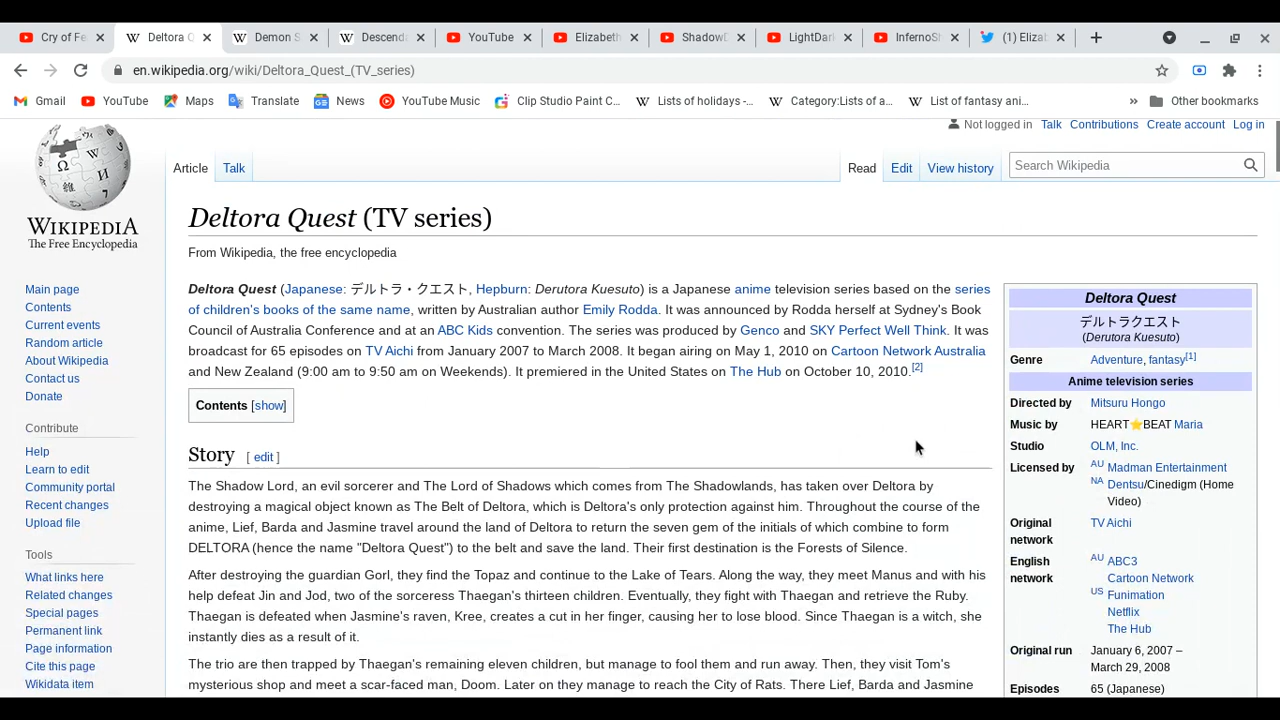 Cry of Fe
Deltora Q
Demon S
Descend
YouTube
Elizabeth
ShadowD
LightDark
InfernoSh
(1) Elizab
en.wikipedia.org/wiki/Deltora_Quest_(TV_series)
Gmail
YouTube
Maps
Translate
News
YouTube Music
Clip Studio Paint C...
Lists of holidays -...
Category:Lists of a...
List of fantasy ani...
»
Other bookmarks
Not logged in Talk Contributions Create account Log in
Article Talk
Read Edit View history
Search Wikipedia
WIKIPEDIA
The Free Encyclopedia
Main page
Contents
Current events
Random article
About Wikipedia
Contact us
Donate
Contribute
Help
Learn to edit
Community portal
Recent changes
Upload file
Tools
What links here
Related changes
Special pages
Permanent link
Page information
Cite this page
Wikidata item
Deltora Quest (TV series)
From Wikipedia, the free encyclopedia
Deltora Quest (Japanese: デルトラ・クエスト, Hepburn: Derutora Kuesuto) is a Japanese anime television series based on the series
of children's books of the same name, written by Australian author Emily Rodda. It was announced by Rodda herself at Sydney's Book
Council of Australia Conference and at an ABC Kids convention. The series was produced by Genco and SKY Perfect Well Think. It was
broadcast for 65 episodes on TV Aichi from January 2007 to March 2008. It began airing on May 1, 2010 on Cartoon Network Australia
and New Zealand (9:00 am to 9:50 am on Weekends). It premiered in the United States on The Hub on October 10, 2010.[2]
Contents [show]
Story [ edit ]
The Shadow Lord, an evil sorcerer and The Lord of Shadows which comes from The Shadowlands, has taken over Deltora by
destroying a magical object known as The Belt of Deltora, which is Deltora's only protection against him. Throughout the course of the
anime, Lief, Barda and Jasmine travel around the land of Deltora to return the seven gem of the initials of which combine to form
DELTORA (hence the name "Deltora Quest") to the belt and save the land. Their first destination is the Forests of Silence.
After destroying the guardian Gorl, they find the Topaz and continue to the Lake of Tears. Along the way, they meet Manus and with his
help defeat Jin and Jod, two of the sorceress Thaegan's thirteen children. Eventually, they fight with Thaegan and retrieve the Ruby.
Thaegan is defeated when Jasmine's raven, Kree, creates a cut in her finger, causing her to lose blood. Since Thaegan is a witch, she
instantly dies as a result of it.
The trio are then trapped by Thaegan's remaining eleven children, but manage to fool them and run away. Then, they visit Tom's
mysterious shop and meet a scar-faced man, Doom. Later on they manage to reach the City of Rats. There Lief, Barda and Jasmine
Deltora Quest
デルトラクエスト
(Derutora Kuesuto)
Genre Adventure, fantasy[1]
Anime television series
Directed by Mitsuru Hongo
Music by HEART⭐BEAT Maria
Studio OLM, Inc.
Licensed by AU Madman Entertainment
NA Dentsu/Cinedigm (Home
Video)
Original TV Aichi
network
English AU ABC3
network Cartoon Network
US Funimation
Netflix
The Hub
Original run January 6, 2007 –
March 29, 2008
Episodes 65 (Japanese)